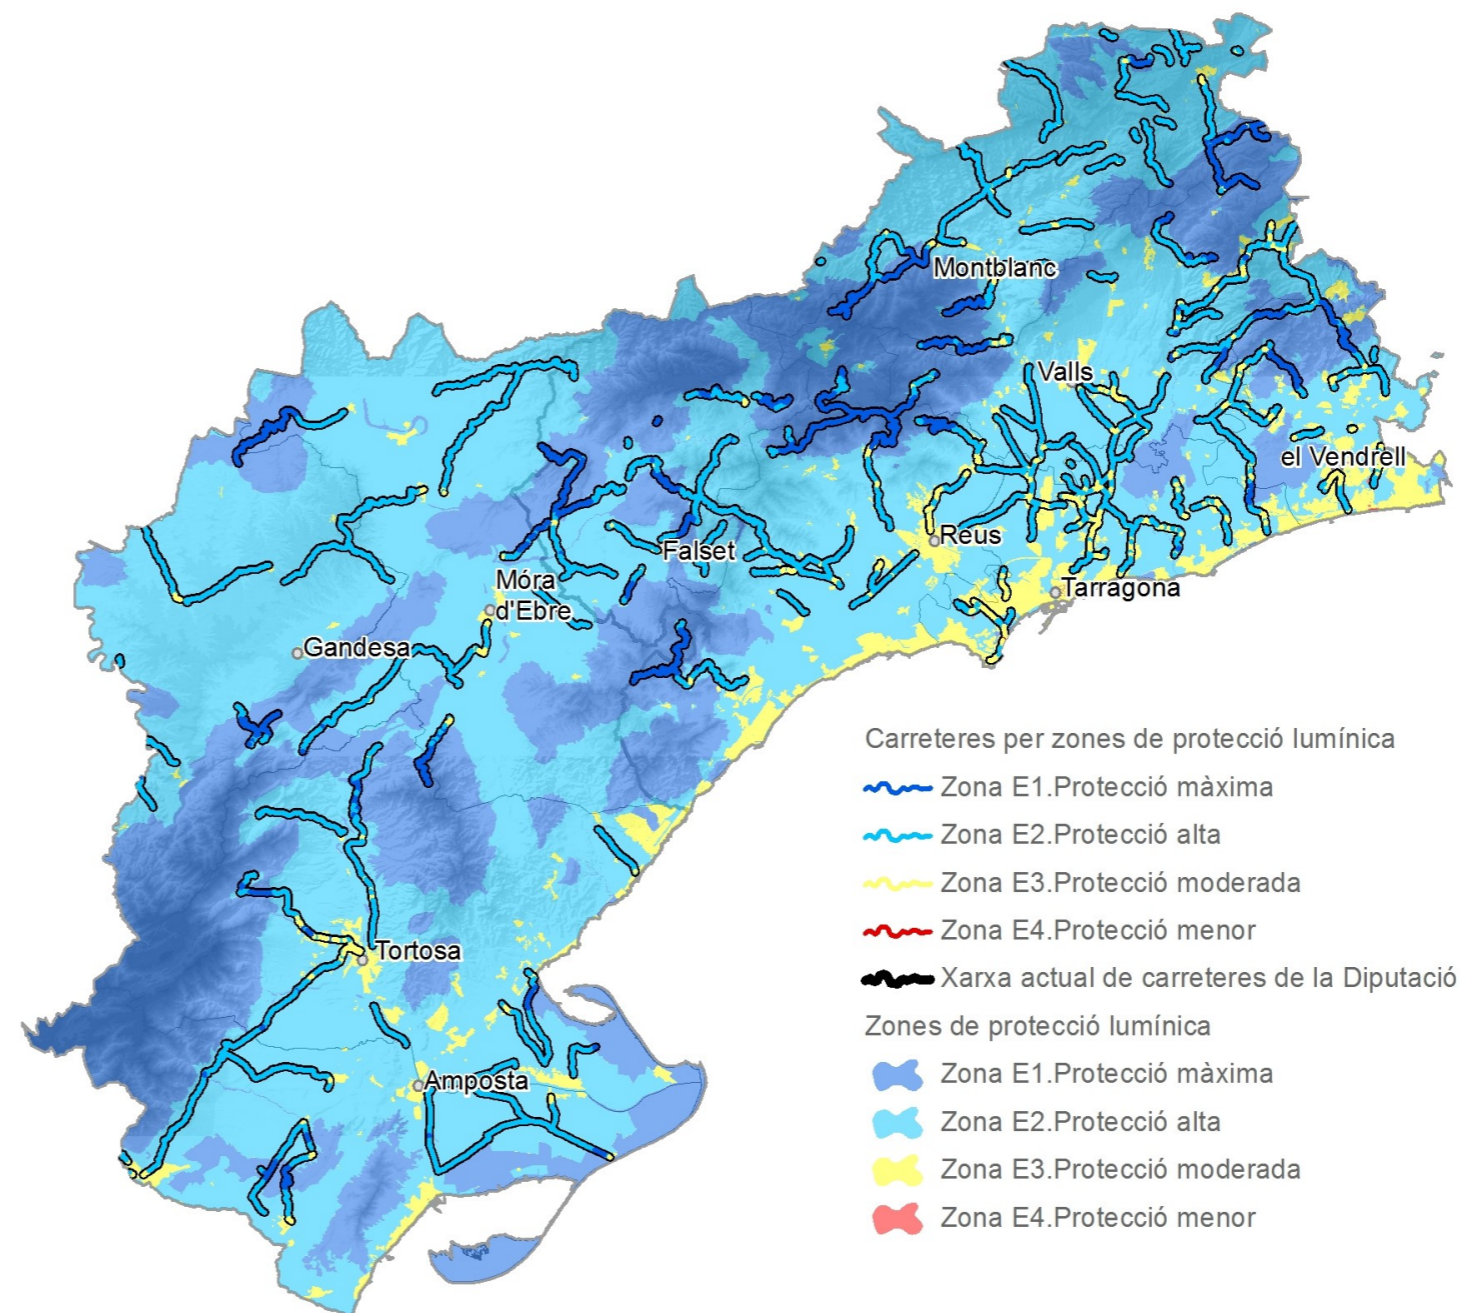 Montblanc
Valls
el Vendrell
Reus
Falset
Móra
d'Ebre
Tarragona
Gandesa
Tortosa
Amposta
Carreteres per zones de protecció lumínica
Zona E1.Protecció màxima
Zona E2.Protecció alta
Zona E3.Protecció moderada
Zona E4.Protecció menor
Xarxa actual de carreteres de la Diputació
Zones de protecció lumínica
Zona E1.Protecció màxima
Zona E2.Protecció alta
Zona E3.Protecció moderada
Zona E4.Protecció menor